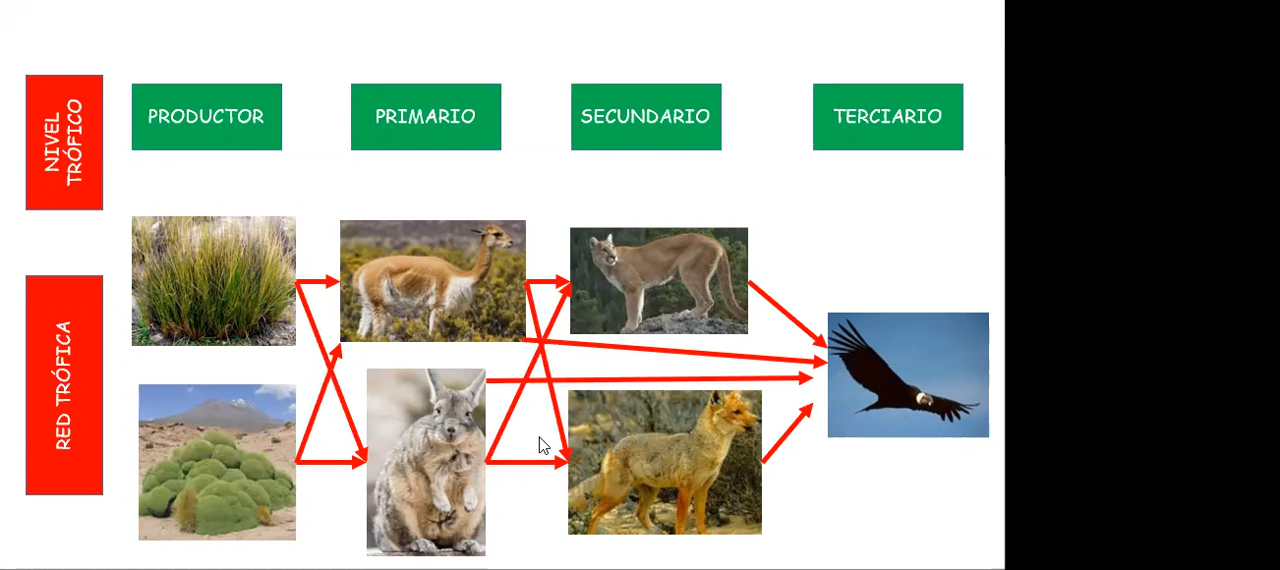 NIVEL
TRÓFICO
PRODUCTOR
PRIMARIO
SECUNDARIO
TERCIARIO
RED TRÓFICA